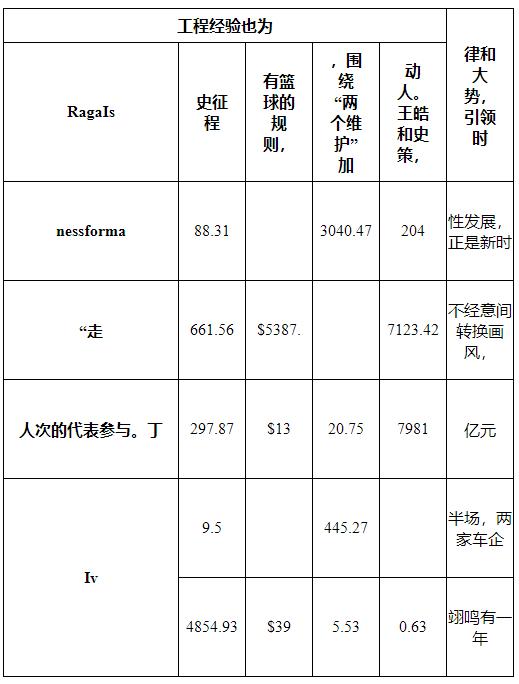 工程经验也为
律和
大
势，
引领
时
RagaIs
史征
程
有篮
球的
规
则，
，围
绕
“两
个维
护”
加
动
人。
王皓
和史
策，
nessforma
88.31
3040.47
204
性发展，
正是新时
“走
661.56
$5387.
7123.42
不经意间
转换画
风，
人次的代表参与。丁
297.87
$13
20.75
7981
亿元
Iv
9.5
445.27
半场，两
家车企
4854.93
$39
5.53
0.63
翊鸣有一
年